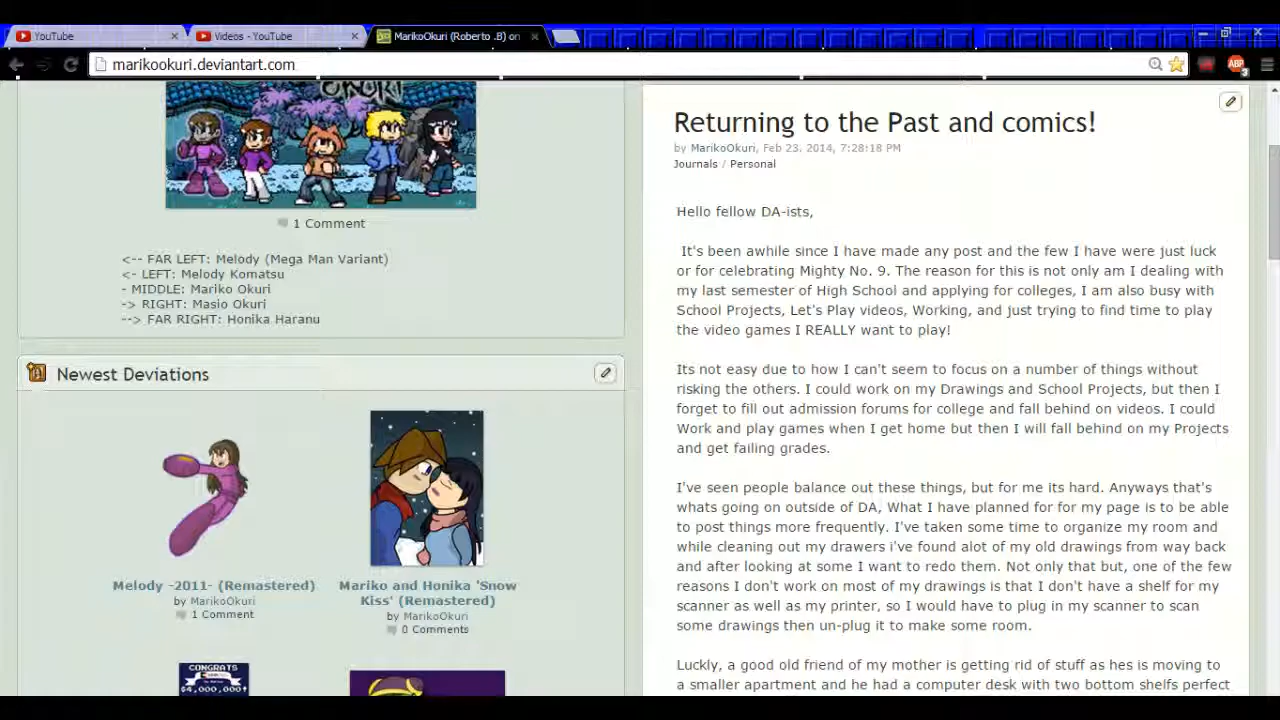 YouTube
Videos - YouTube
MarikoOkuri (Roberto .B) on
marikookuri.deviantart.com
ABP
3
OKURI
1 Comment
<-- FAR LEFT: Melody (Mega Man Variant)
<- LEFT: Melody Komatsu
- MIDDLE: Mariko Okuri
-> RIGHT: Masio Okuri
--> FAR RIGHT: Honika Haranu
Newest Deviations
Melody -2011- (Remastered)
by MarikoOkuri
1 Comment
Mariko and Honika 'Snow
Kiss' (Remastered)
by MarikoOkuri
0 Comments
CONGRATS
$4,000,000!
Returning to the Past and comics!
by MarikoOkuri, Feb 23, 2014, 7:28:18 PM
Journals / Personal
Hello fellow DA-ists,
It's been awhile since I have made any post and the few I have were just luck
or for celebrating Mighty No. 9. The reason for this is not only am I dealing with
my last semester of High School and applying for colleges, I am also busy with
School Projects, Let's Play videos, Working, and just trying to find time to play
the video games I REALLY want to play!
Its not easy due to how I can't seem to focus on a number of things without
risking the others. I could work on my Drawings and School Projects, but then I
forget to fill out admission forums for college and fall behind on videos. I could
Work and play games when I get home but then I will fall behind on my Projects
and get failing grades.
I've seen people balance out these things, but for me its hard. Anyways that's
whats going on outside of DA, What I have planned for for my page is to be able
to post things more frequently. I've taken some time to organize my room and
while cleaning out my drawers i've found alot of my old drawings from way back
and after looking at some I want to redo them. Not only that but, one of the few
reasons I don't work on most of my drawings is that I don't have a shelf for my
scanner as well as my printer, so I would have to plug in my scanner to scan
some drawings then un-plug it to make some room.
Luckly, a good old friend of my mother is getting rid of stuff as hes is moving to
a smaller apartment and he had a computer desk with two bottom shelfs perfect